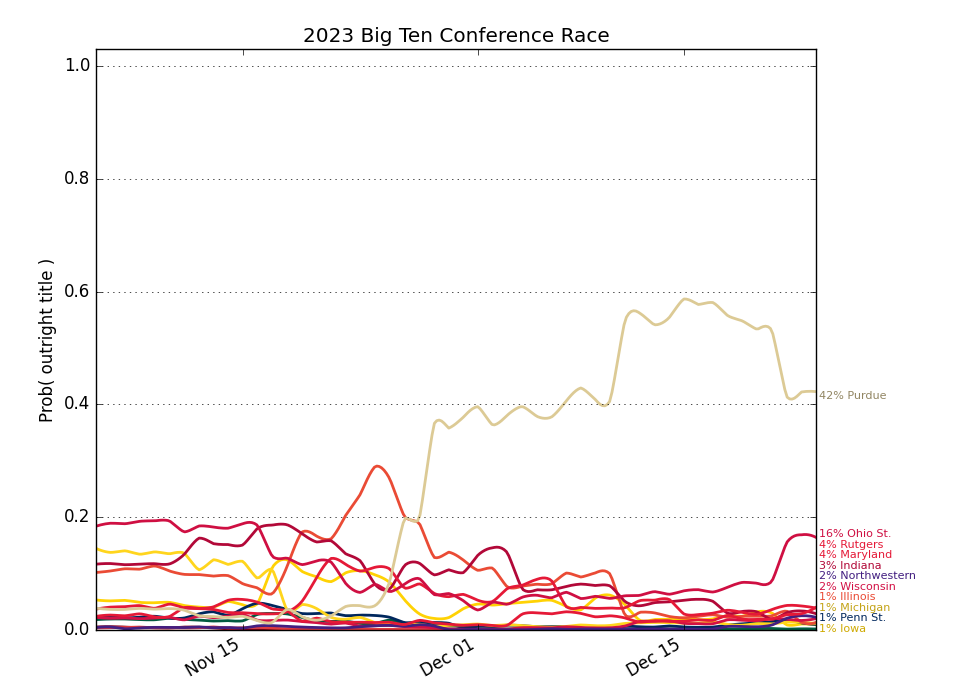 2023 Big Ten Conference Race
Prob( outright title )
1.0
0.8
0.6
0.4
0.2
0.0
Nov 15
Dec 01
Dec 15
42% Purdue
16% Ohio St.
4% Rutgers
4% Maryland
3% Indiana
2% Northwestern
2% Wisconsin
1% Illinois
1% Michigan
1% Penn St.
1% Iowa